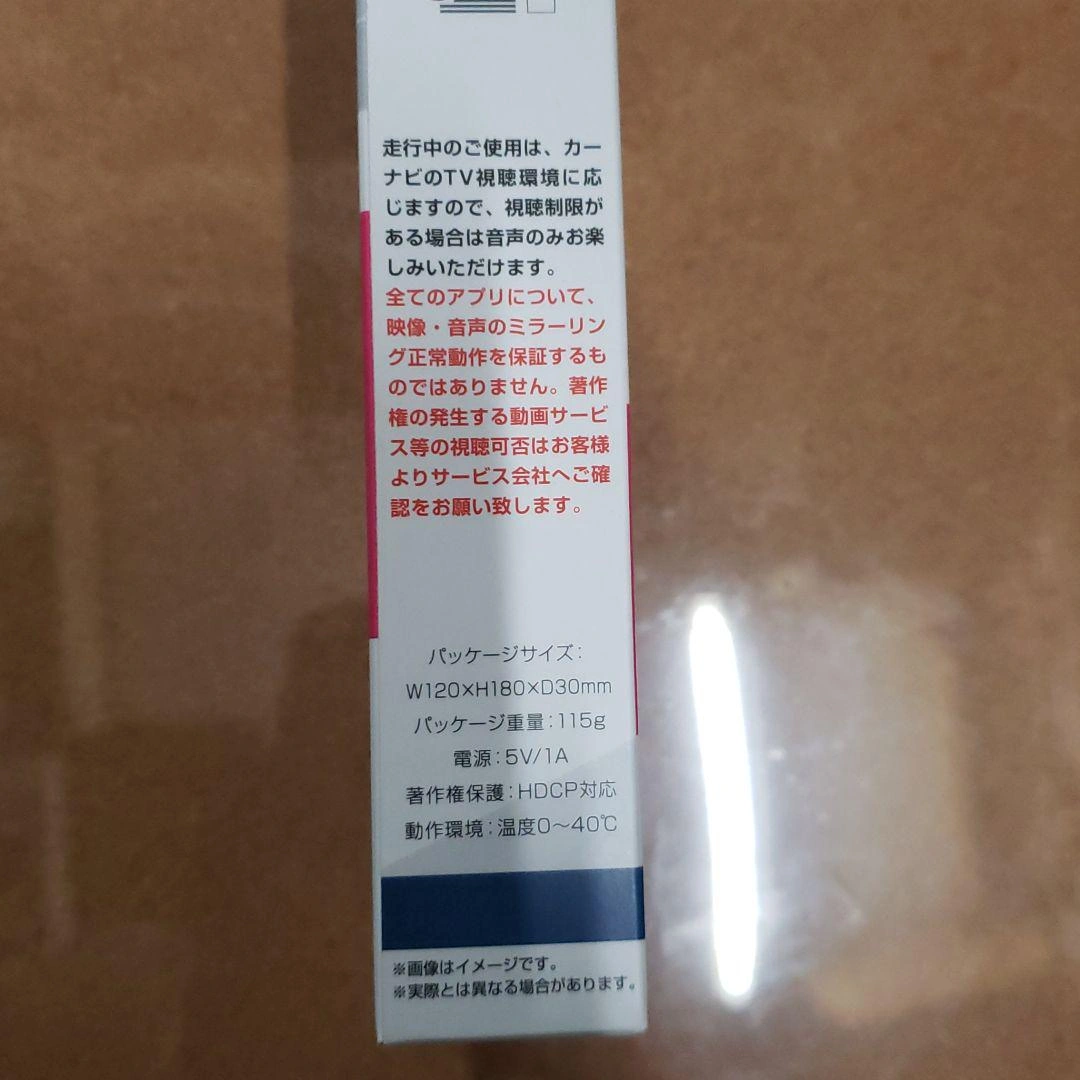 走行中のご使用は、カー
ナビのTV視聴環境に応
じますので、視聴制限が
ある場合は音声のみお楽
しみいただけます。
全てのアプリについて、
映像・音声のミラーリン
グ正常動作を保証するも
のではありません。著作
権の発生する動画サービ
ス等の視聴可否はお客様
よりサービス会社へご確
認をお願い致します。
パッケージサイズ:
W120×H180×D30mm
パッケージ重量:115g
電源:5V/1A
著作権保護:HDCP対応
動作環境:温度0～40℃
※画像はイメージです。
※実際とは異なる場合があります。